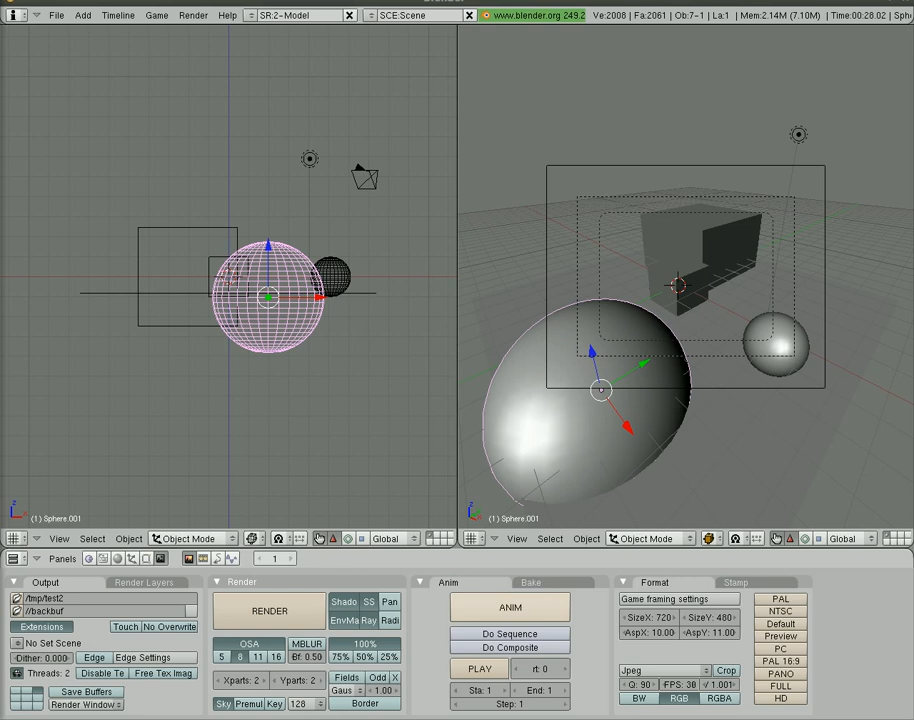 Blender
File Add Timeline Game Render Help SR:2-Model SCE:Scene www.blender.org 249.2 Ve:2008 | Fa:2061 | Ob:7-1 | La:1 | Mem:2.14M (7.10M) | Time:00:28.02 | Sph
(1) Sphere.001
(1) Sphere.001
View Select Object Object Mode Global
View Select Object Object Mode Global
Panels 1
Output Render Layers
/tmp/test2
//backbuf
Extensions Touch No Overwrite
No Set Scene
Dither: 0.000 Edge Edge Settings
Threads: 2 Disable Te Free Tex Imag
Save Buffers
Render Window
Render
RENDER Shado SS Pan
EnvMa Ray Radi
OSA MBLUR 100%
5 8 11 16 Bf: 0.50 75% 50% 25%
Xparts: 2 Yparts: 2 Fields Odd X
Gaus 1.00
Sky Premul Key 128 Border
Anim Bake
ANIM
Do Sequence
Do Composite
PLAY rt: 0
Sta: 1 End: 1
Step: 1
Format Stamp
Game framing settings
SizeX: 720 SizeY: 480
AspX: 10.00 AspY: 11.00
Jpeg Crop
Q: 90 FPS: 30 / 1.001
BW RGB RGBA
PAL
NTSC
Default
Preview
PC
PAL 16:9
PANO
FULL
HD